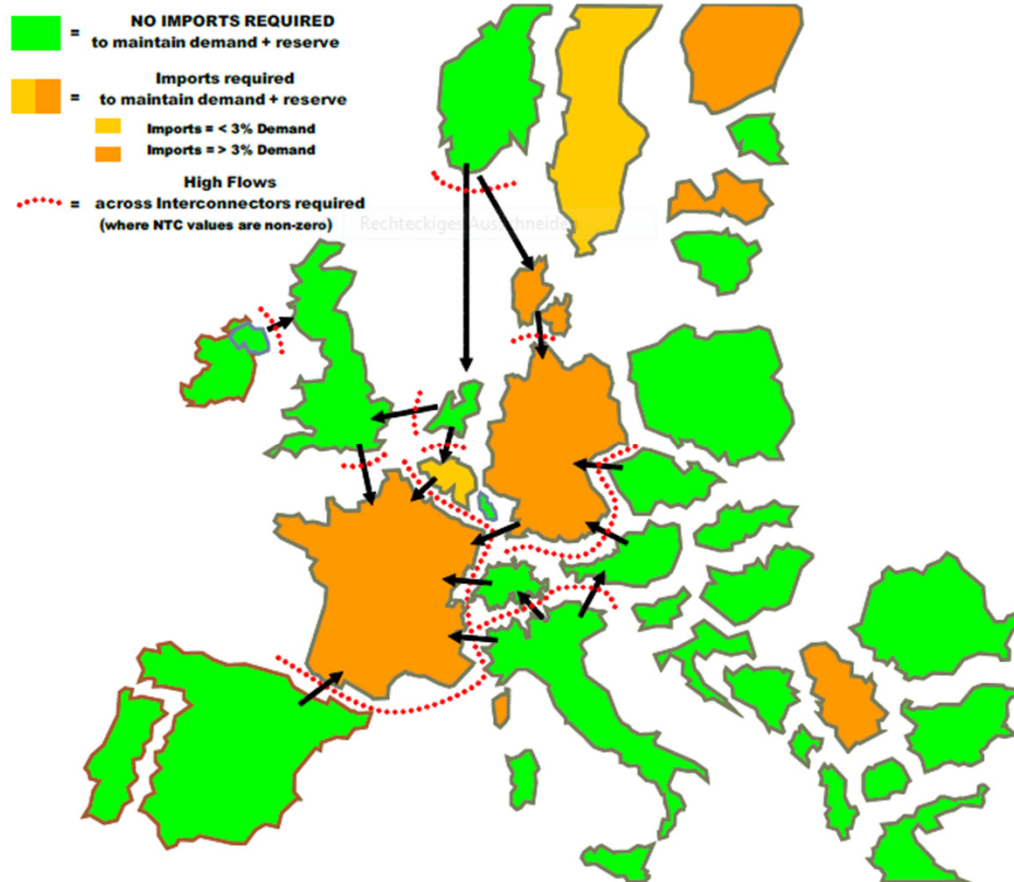 = NO IMPORTS REQUIRED
to maintain demand + reserve
= Imports required
to maintain demand + reserve
Imports = < 3% Demand
Imports = > 3% Demand
High Flows
= across Interconnectors required
(where NTC values are non-zero)
Rechteckiges Ausschneiden